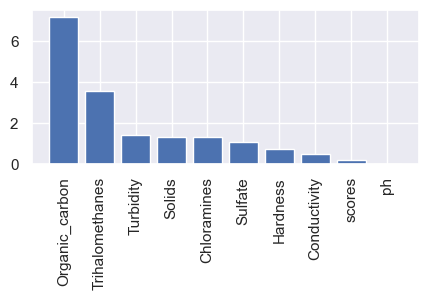 6
4
2
0
Organic_carbon
Trihalomethanes
Turbidity
Solids
Chloramines
Sulfate
Hardness
Conductivity
scores
ph